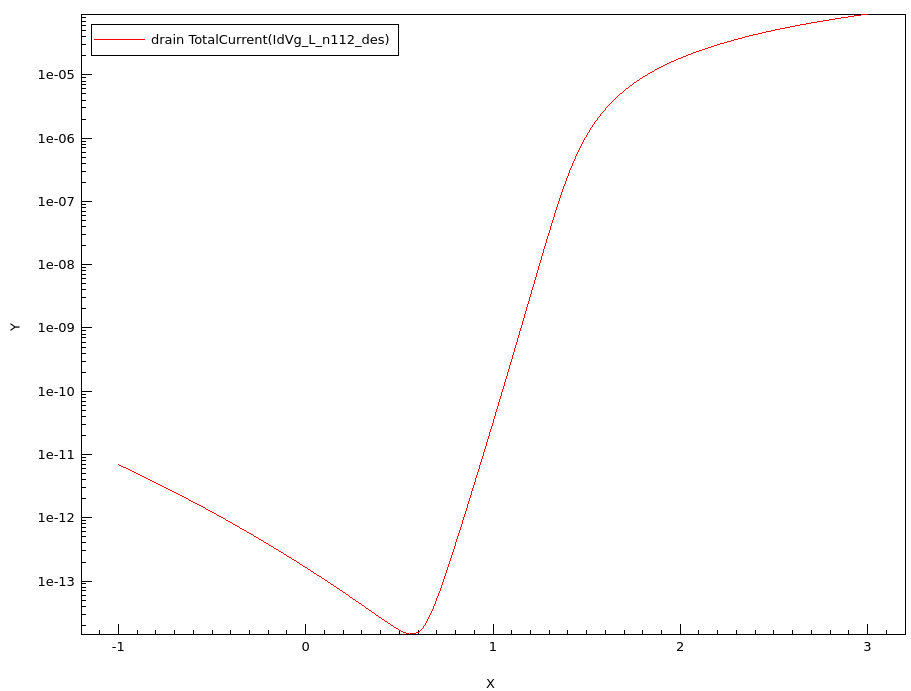 drain TotalCurrent(IdVg_L_n112_des)
1e-05
1e-06
1e-07
1e-08
1e-09
1e-10
1e-11
1e-12
1e-13
Y
-1 0 1 2 3
X